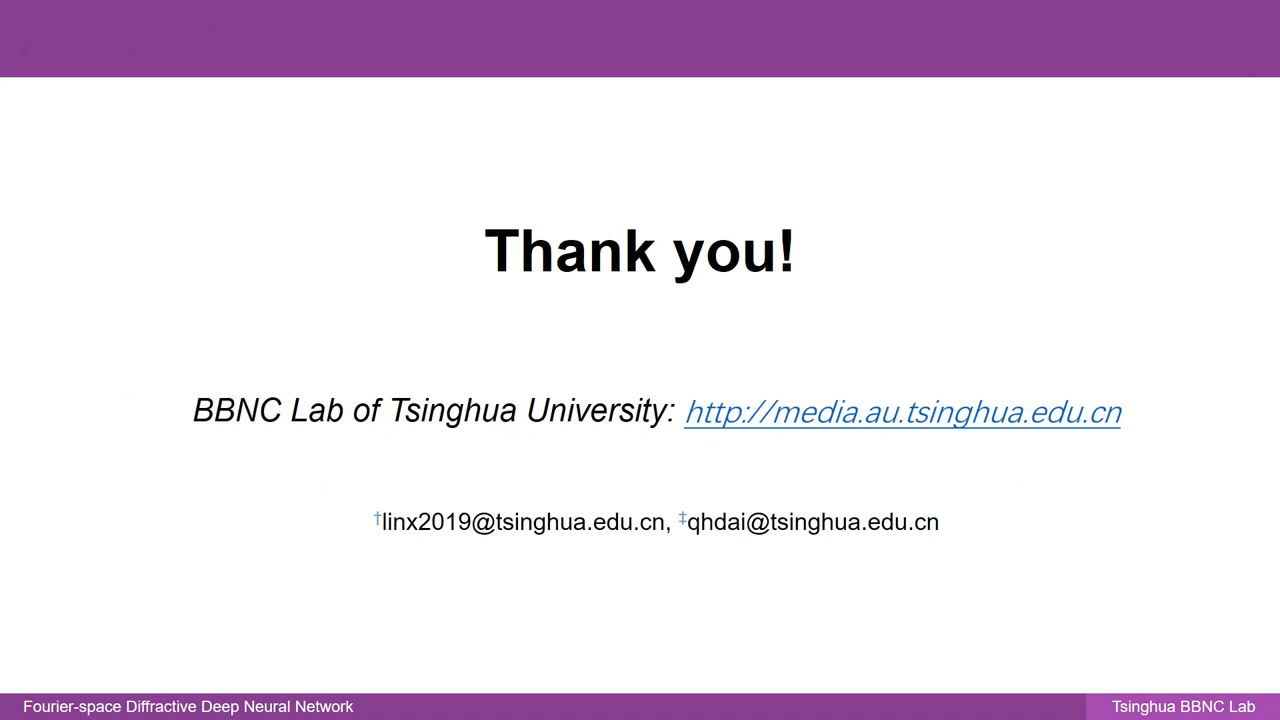 Thank you!
BBNC Lab of Tsinghua University: http://media.au.tsinghua.edu.cn
†linx2019@tsinghua.edu.cn, ‡qhdai@tsinghua.edu.cn
Fourier-space Diffractive Deep Neural Network
Tsinghua BBNC Lab